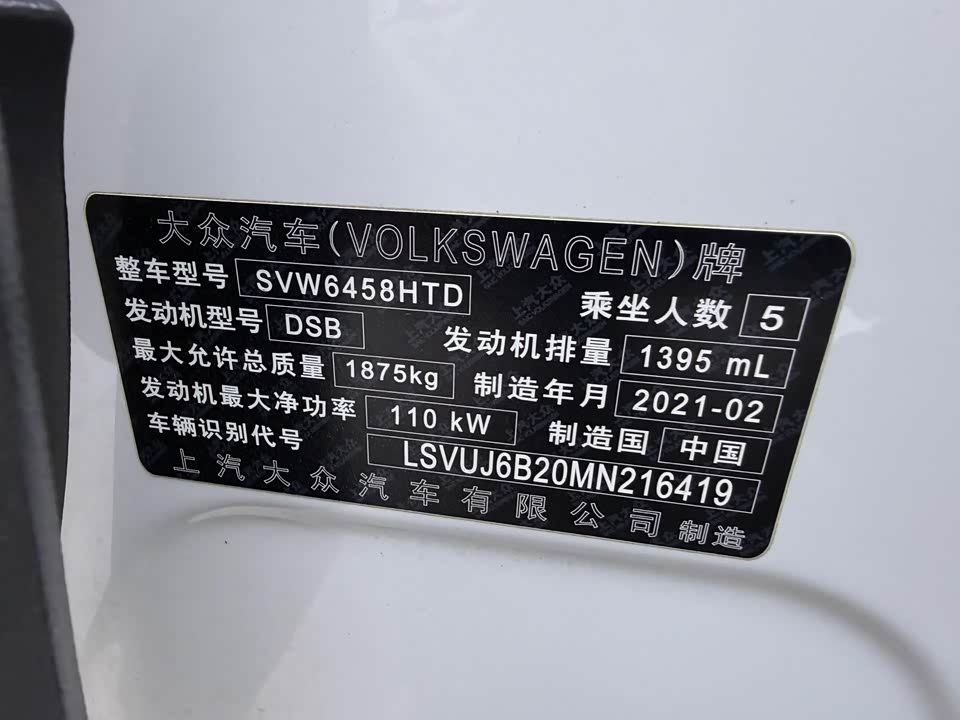 大众汽车(VOLKSWAGEN)牌
整车型号 SVW6458HTD 乘坐人数 5
发动机型号 DSB 发动机排量 1395 mL
最大允许总质量 1875kg 制造年月 2021-02
发动机最大净功率 110 kW 制造国 中国
车辆识别代号 LSVUJ6B20MN216419
上汽大众汽车有限公司制造